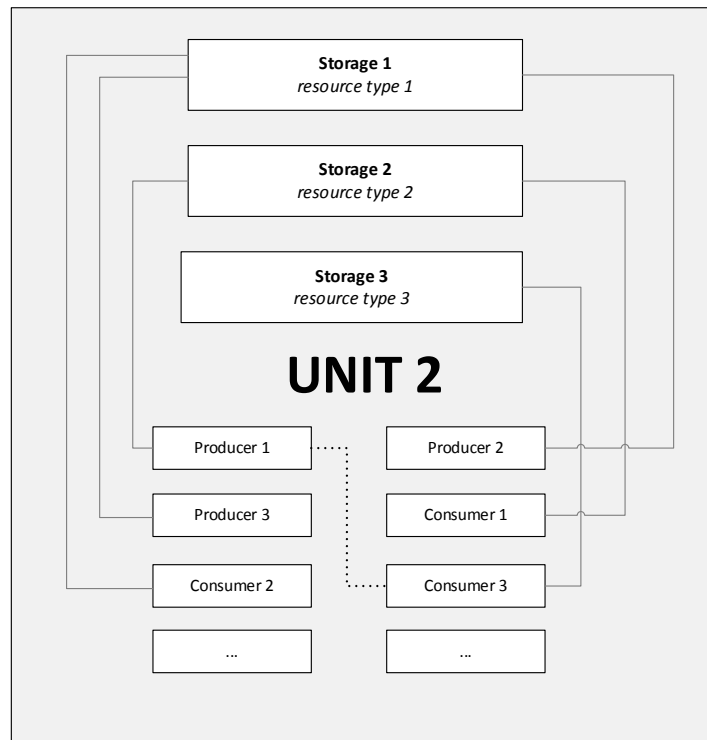 Storage 1
resource type 1
Storage 2
resource type 2
Storage 3
resource type 3
UNIT 2
Producer 1
Producer 2
Producer 3
Consumer 1
Consumer 2
Consumer 3
...
...